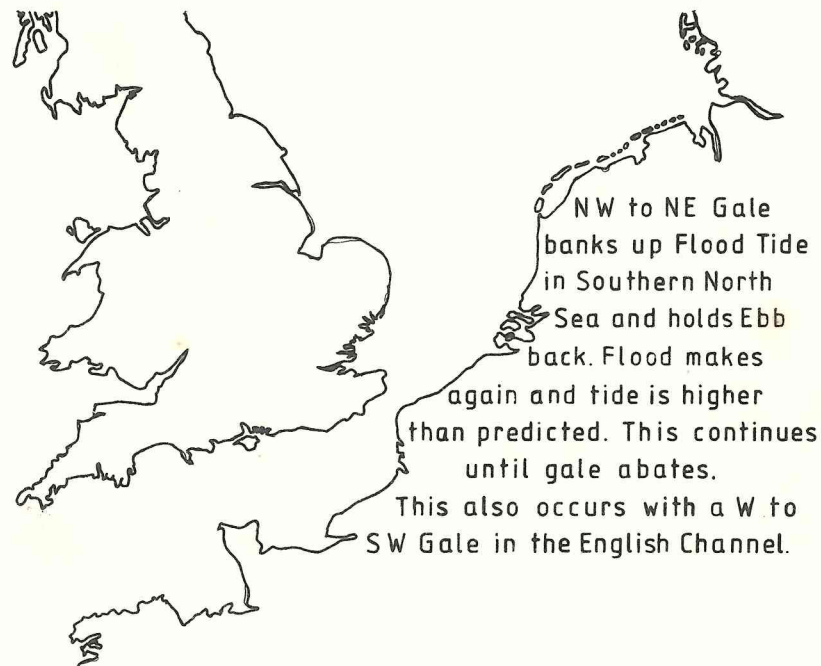 NW to NE Gale
banks up Flood Tide
in Southern North
Sea and holds Ebb
back. Flood makes
again and tide is higher
than predicted. This continues
until gale abates.
This also occurs with a W to
SW Gale in the English Channel.